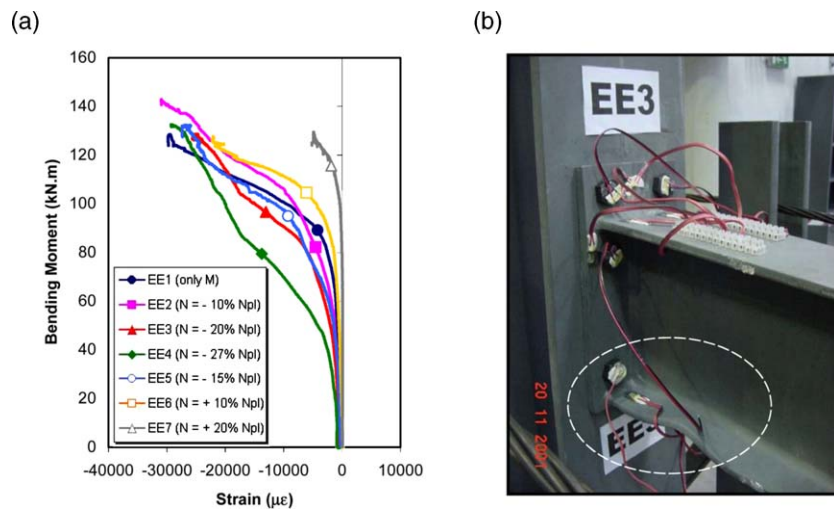 (a)
(b)
Bending Moment (kN.m)
160
140
120
100
80
60
40
20
0
EE1 (only M)
EE2 (N = - 10% Npl)
EE3 (N = - 20% Npl)
EE4 (N = - 27% Npl)
EE5 (N = - 15% Npl)
EE6 (N = + 10% Npl)
EE7 (N = + 20% Npl)
-40000 -30000 -20000 -10000 0 10000
Strain (με)
EE3
EE3
20 11 2001